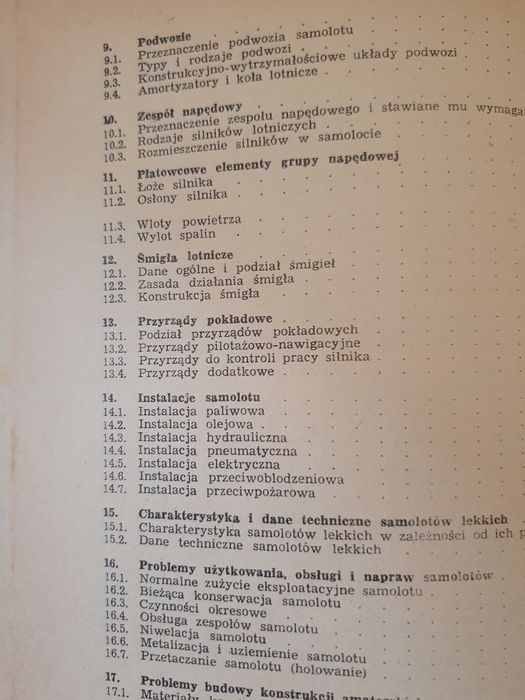 9. Podwozie
9.1. Przeznaczenie podwozia samolotu
9.2. Typy i rodzaje podwozi
9.3. Konstrukcyjno-wytrzymałościowe układy podwozi
9.4. Amortyzatory i koła lotnicze
10. Zespół napędowy
10.1. Przeznaczenie zespołu napędowego i stawiane mu wymaga
10.2. Rodzaje silników lotniczych
10.3. Rozmieszczenie silników w samolocie
11. Płatowcowe elementy grupy napędowej
11.1. Łoże silnika
11.2. Osłony silnika
11.3. Wloty powietrza
11.4. Wylot spalin
12. Śmigła lotnicze
12.1. Dane ogólne i podział śmigieł
12.2. Zasada działania śmigła
12.3. Konstrukcja śmigła
13. Przyrządy pokładowe
13.1. Podział przyrządów pokładowych
13.2. Przyrządy pilotażowo-nawigacyjne
13.3. Przyrządy do kontroli pracy silnika
13.4. Przyrządy dodatkowe
14. Instalacje samolotu
14.1. Instalacja paliwowa
14.2. Instalacja olejowa
14.3. Instalacja hydrauliczna
14.4. Instalacja pneumatyczna
14.5. Instalacja elektryczna
14.6. Instalacja przeciwoblodzeniowa
14.7. Instalacja przeciwpożarowa
15. Charakterystyka i dane techniczne samolotów lekkich
15.1. Charakterystyka samolotów lekkich w zależności od ich p
15.2. Dane techniczne samolotów lekkich
16. Problemy użytkowania, obsługi i napraw samolotów
16.1. Normalne zużycie eksploatacyjne samolotu
16.2. Bieżąca konserwacja samolotu
16.3. Czynności okresowe
16.4. Obsługa zespołów samolotu
16.5. Niwelacja samolotu
16.6. Metalizacja i uziemienie samolotu
16.7. Przetaczanie samolotu (holowanie)
17. Problemy budowy konstrukcji
17.1. Materiały